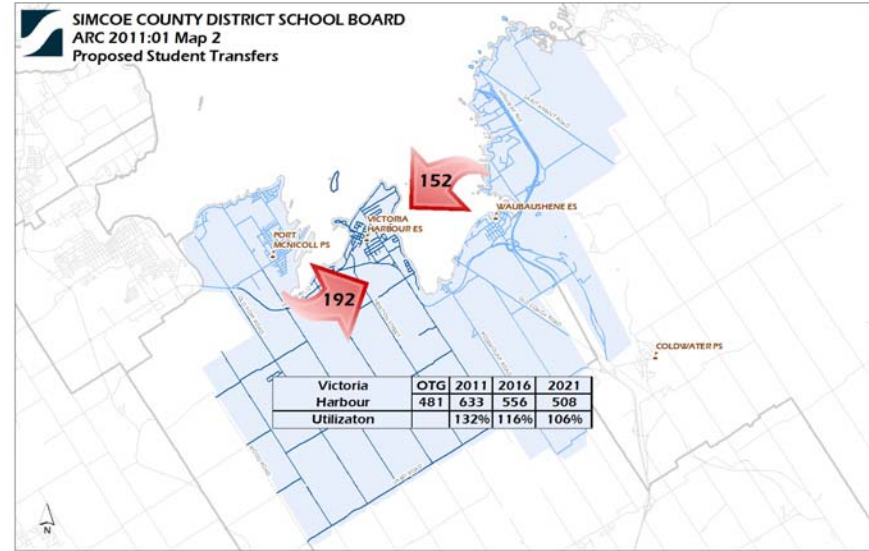 SIMCOE COUNTY DISTRICT SCHOOL BOARD
ARC 2011:01 Map 2
Proposed Student Transfers
152
WAUBAUSHENE ES
VICTORIA
HARBOUR ES
PORT
MCNICOLL PS
192
COLDWATER PS
Victoria OTG 2011 2016 2021
Harbour 481 633 556 508
Utilizaton 132% 116% 106%
N